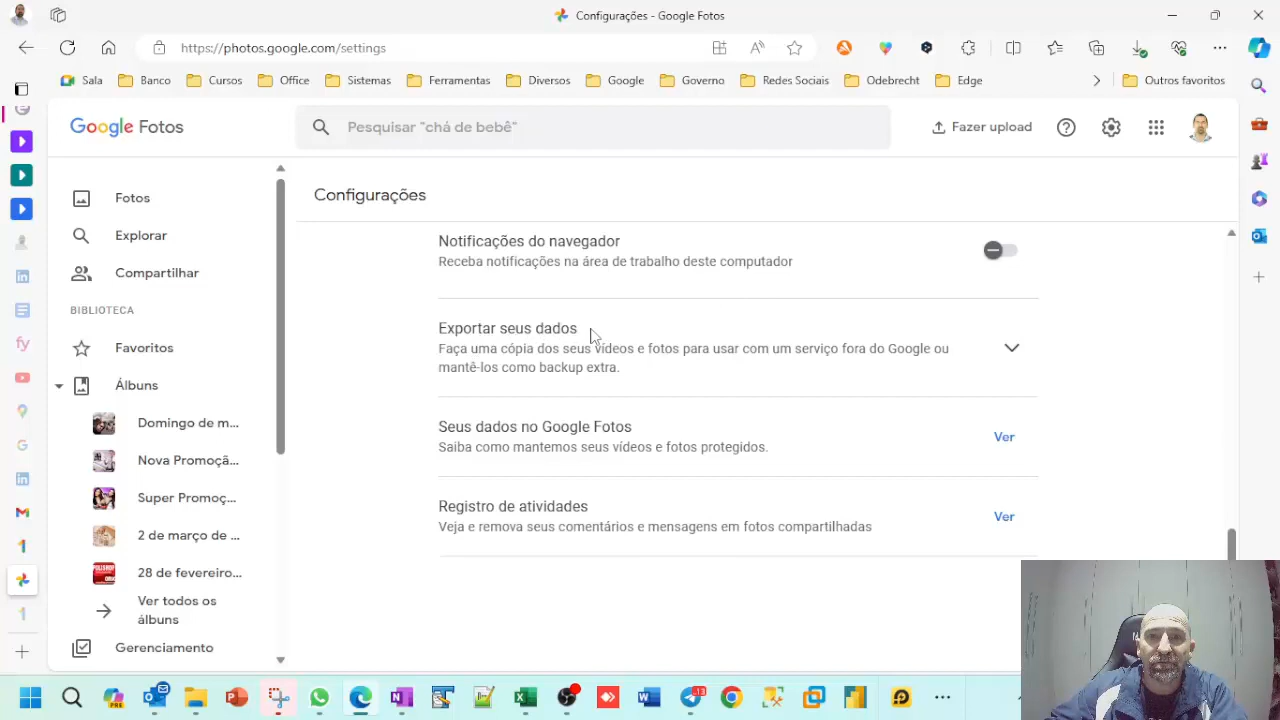 Configurações - Google Fotos
https://photos.google.com/settings
Sala
Banco
Cursos
Office
Sistemas
Ferramentas
Diversos
Google
Governo
Redes Sociais
Odebrecht
Edge
Outros favoritos
Google Fotos
Pesquisar "chá de bebê"
Fazer upload
Fotos
Explorar
Compartilhar
BIBLIOTECA
Favoritos
Álbuns
Domingo de m...
Nova Promoçã...
Super Promoç...
2 de março de ...
28 de fevereiro...
Ver todos os
álbuns
Gerenciamento
Configurações
Notificações do navegador
Receba notificações na área de trabalho deste computador
Exportar seus dados
Faça uma cópia dos seus vídeos e fotos para usar com um serviço fora do Google ou
mantê-los como backup extra.
Seus dados no Google Fotos
Saiba como mantemos seus vídeos e fotos protegidos.
Ver
Registro de atividades
Veja e remova seus comentários e mensagens em fotos compartilhadas
Ver